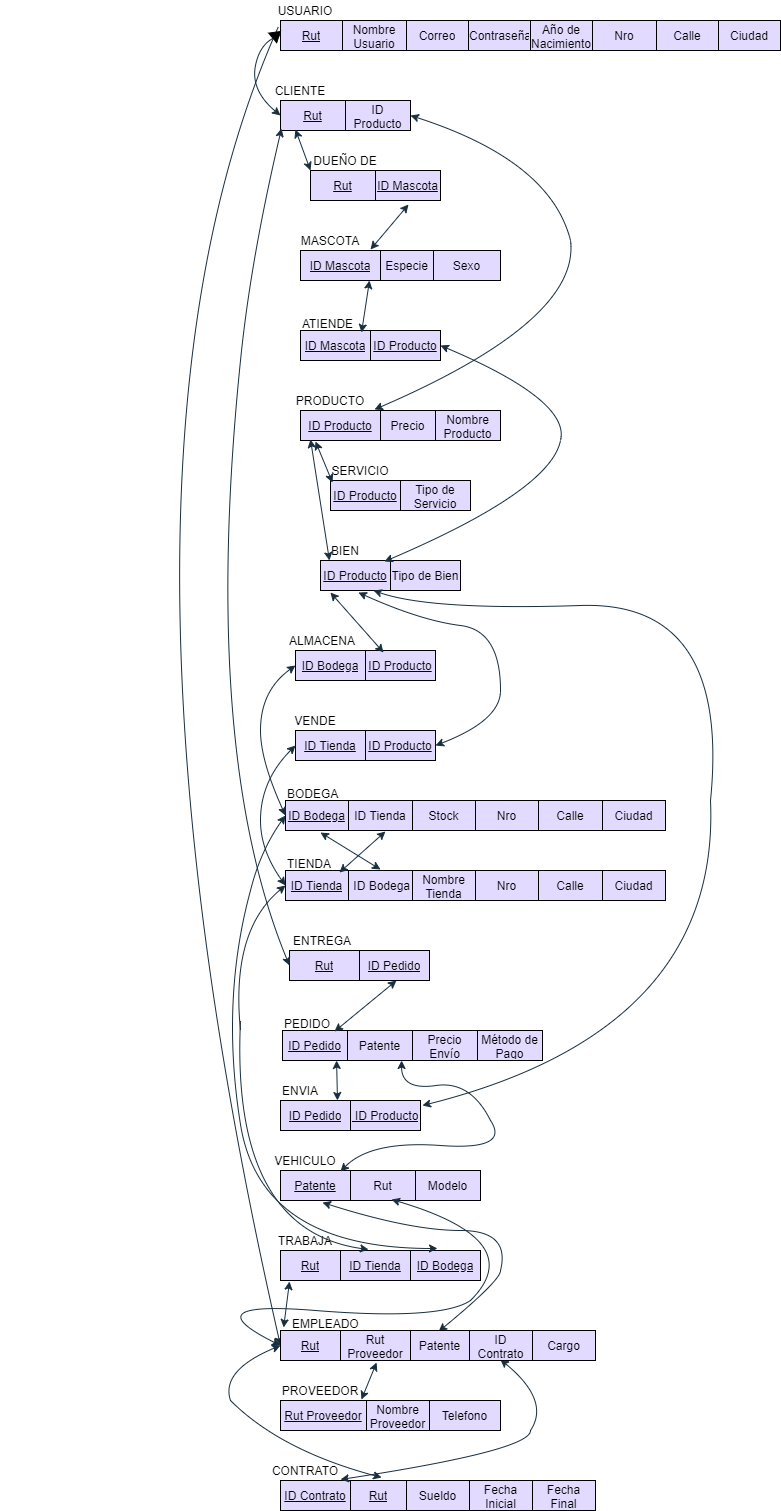 USUARIO
Rut
Nombre
Usuario
Correo
Contraseña
Año de
Nacimiento
Nro
Calle
Ciudad
CLIENTE
Rut
ID
Producto
DUEÑO DE
Rut
ID Mascota
MASCOTA
ID Mascota
Especie
Sexo
ATIENDE
ID Mascota
ID Producto
PRODUCTO
ID Producto
Precio
Nombre
Producto
SERVICIO
ID Producto
Tipo de
Servicio
BIEN
ID Producto
Tipo de Bien
ALMACENA
ID Bodega
ID Producto
VENDE
ID Tienda
ID Producto
BODEGA
ID Bodega
ID Tienda
Stock
Nro
Calle
Ciudad
TIENDA
ID Tienda
ID Bodega
Nombre
Tienda
Nro
Calle
Ciudad
ENTREGA
Rut
ID Pedido
PEDIDO
ID Pedido
Patente
Precio
Envío
Método de
Pago
ENVIA
ID Pedido
ID Producto
VEHICULO
Patente
Rut
Modelo
TRABAJA
Rut
ID Tienda
ID Bodega
EMPLEADO
Rut
Rut
Proveedor
Patente
ID
Contrato
Cargo
PROVEEDOR
Rut Proveedor
Nombre
Proveedor
Telefono
CONTRATO
ID Contrato
Rut
Sueldo
Fecha
Inicial
Fecha
Final